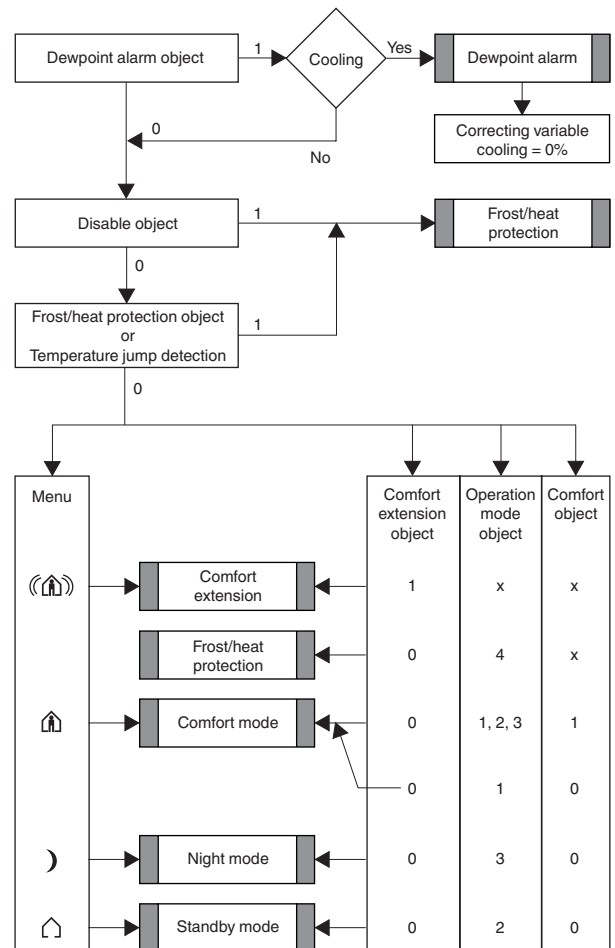 Dewpoint alarm object
1
Cooling
Yes
Dewpoint alarm
0
No
Correcting variable
cooling = 0%
Disable object
1
Frost/heat
protection
0
Frost/heat protection object
or
Temperature jump detection
1
0
Menu
Comfort
extension
object
Operation
mode
object
Comfort
object
Comfort
extension
1 x x
Frost/heat
protection
0 4 x
Comfort mode 0 1, 2, 3 1
0 1 0
Night mode 0 3 0
Standby mode 0 2 0